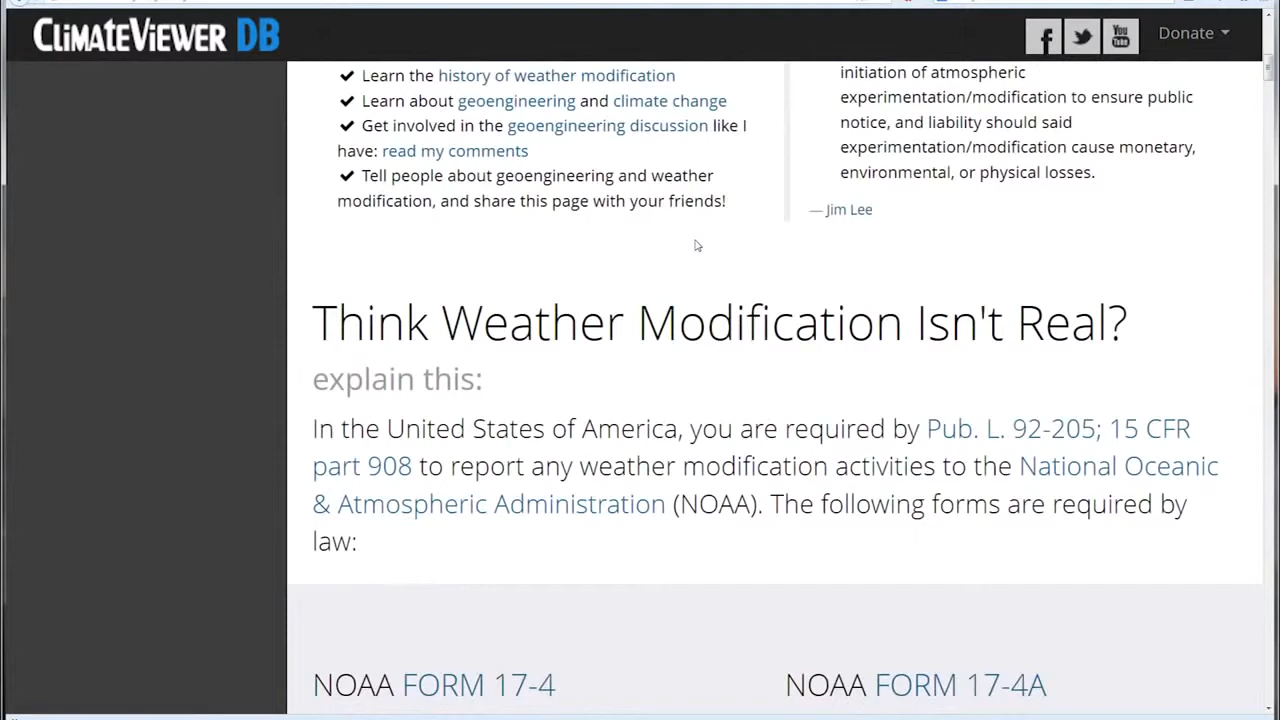 CLIMATEVIEWER DB
Donate
Learn the history of weather modification
Learn about geoengineering and climate change
Get involved in the geoengineering discussion like I
have: read my comments
Tell people about geoengineering and weather
modification, and share this page with your friends!
initiation of atmospheric
experimentation/modification to ensure public
notice, and liability should said
experimentation/modification cause monetary,
environmental, or physical losses.
— Jim Lee
Think Weather Modification Isn't Real?
explain this:
In the United States of America, you are required by Pub. L. 92-205; 15 CFR
part 908 to report any weather modification activities to the National Oceanic
& Atmospheric Administration (NOAA). The following forms are required by
law:
NOAA FORM 17-4
NOAA FORM 17-4A